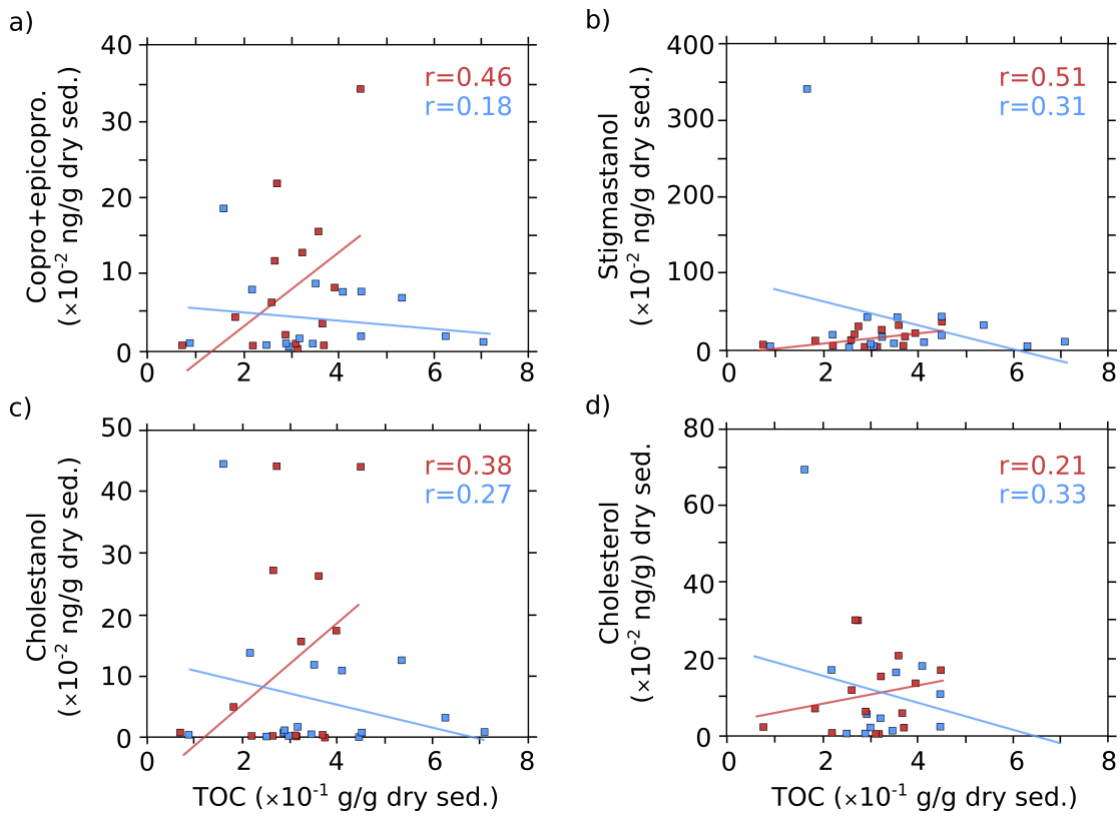 a)
40
30
20
10
0
0
2
4
6
8
Copro+epicopro.
(×10⁻² ng/g dry sed.)
r=0.46
r=0.18
b)
400
300
200
100
0
0
2
4
6
8
Stigmastanol
(×10⁻² ng/g dry sed.)
r=0.51
r=0.31
c)
50
40
30
20
10
0
0
2
4
6
8
Cholestanol
(×10⁻² ng/g dry sed.)
r=0.38
r=0.27
TOC (×10⁻¹ g/g dry sed.)
d)
80
60
40
20
0
0
2
4
6
8
Cholesterol
(×10⁻² ng/g) dry sed.
r=0.21
r=0.33
TOC (×10⁻¹ g/g dry sed.)